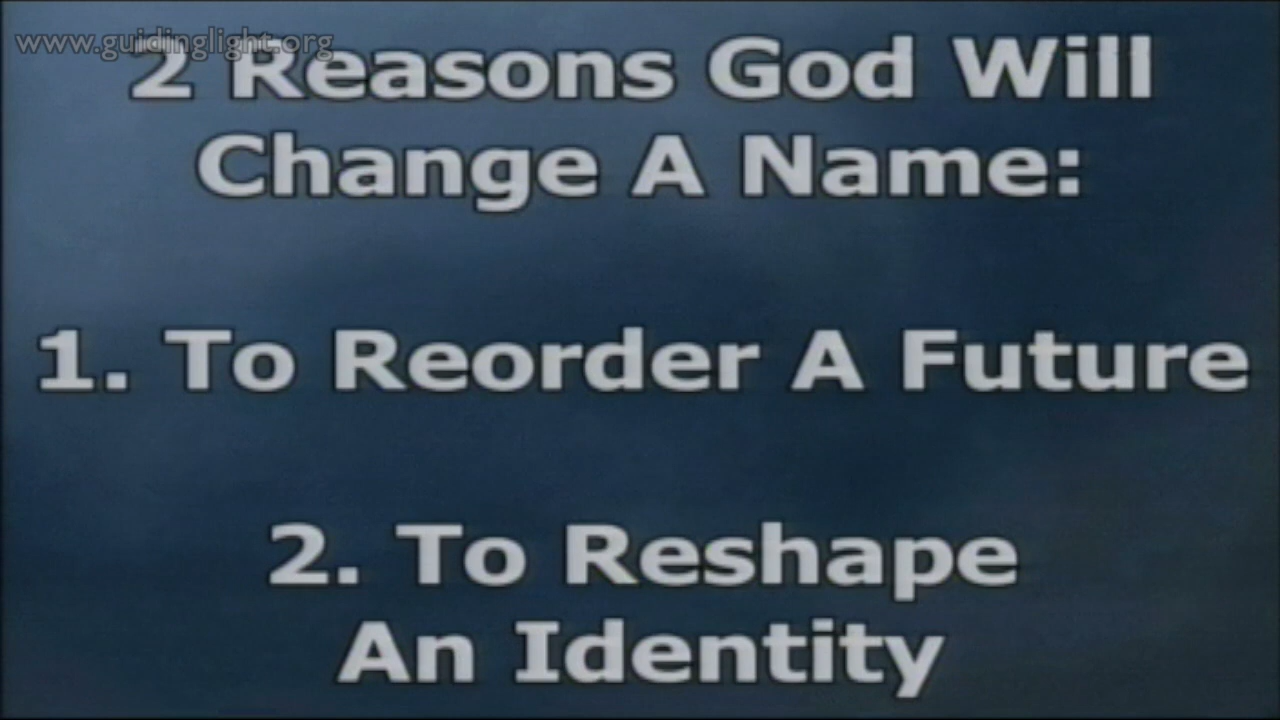 www.guidinglight.org
2 Reasons God Will
Change A Name:
1. To Reorder A Future
2. To Reshape
An Identity